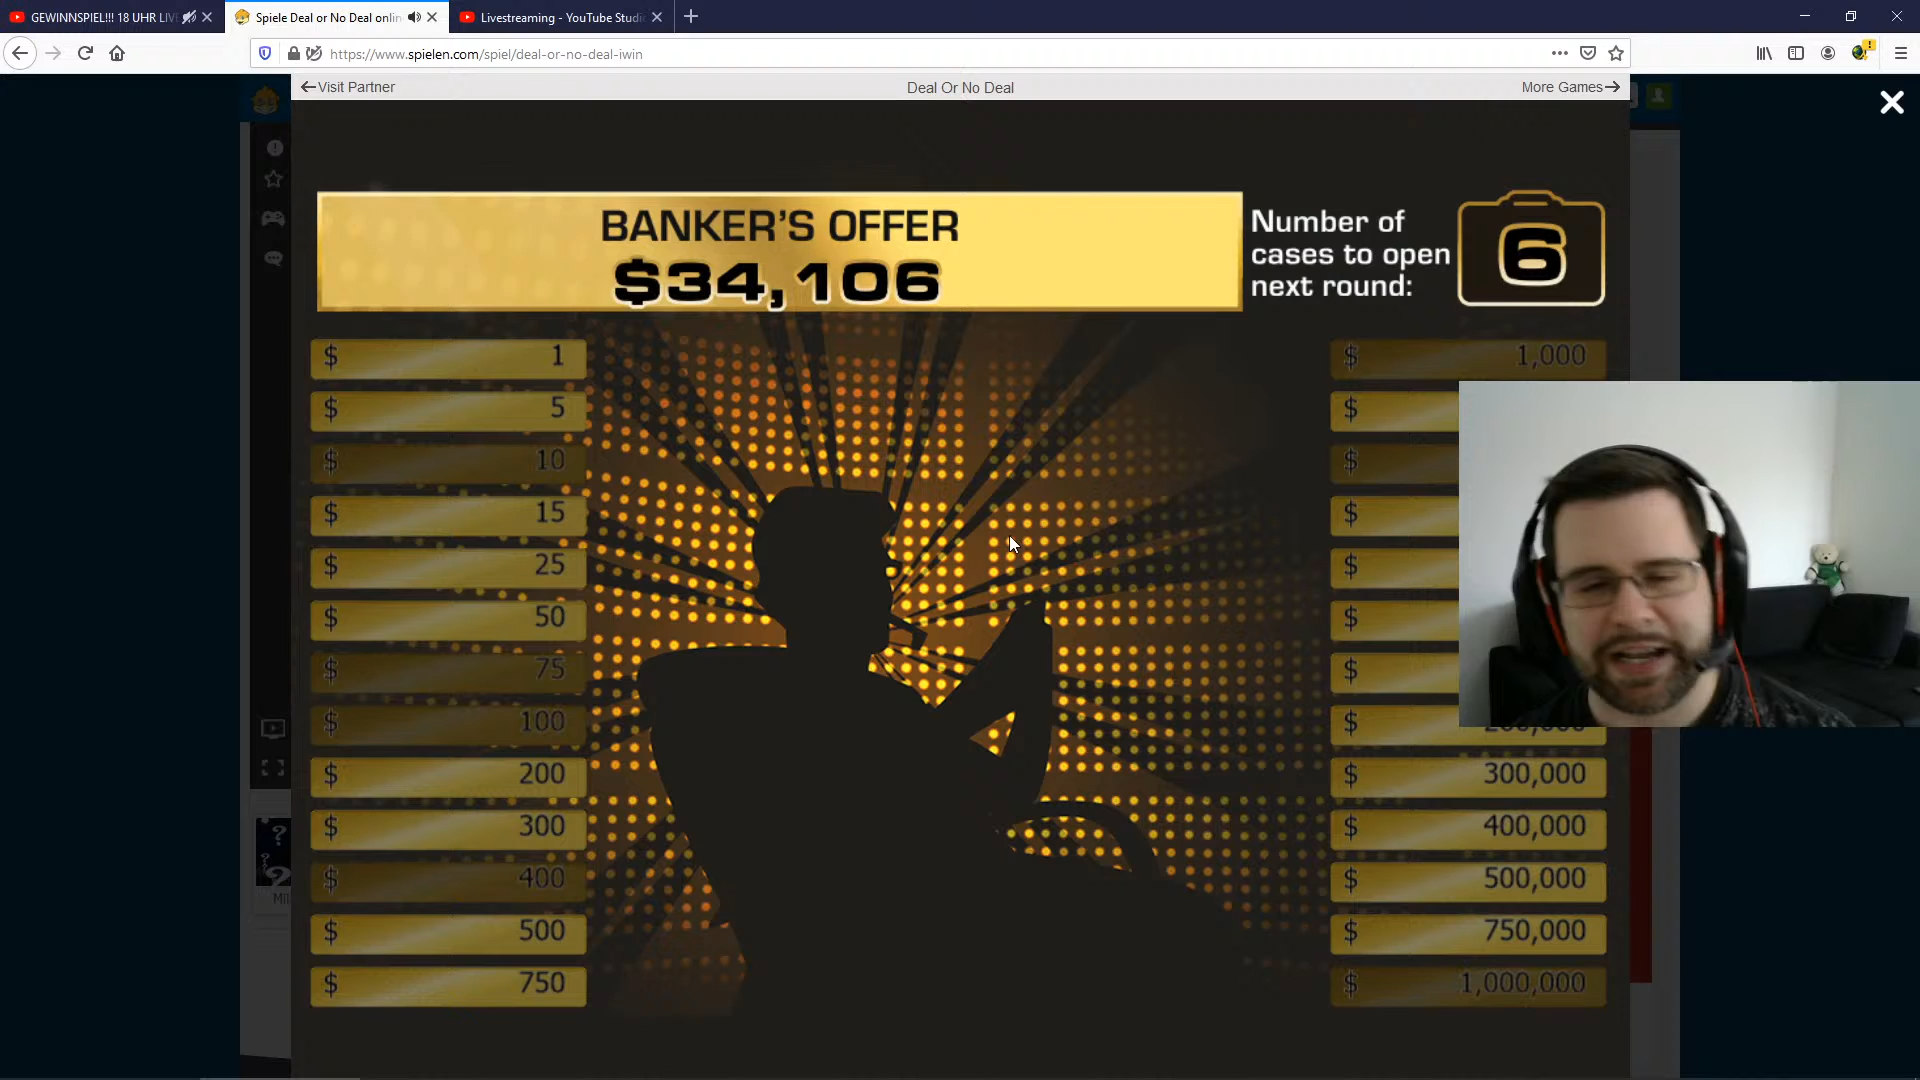 GEWINNSPIEL!!! 18 UHR LIV
Spiele Deal or No Deal onlin
Livestreaming - YouTube Studi
https://www.spielen.com/spiel/deal-or-no-deal-iwin
Visit Partner
Deal Or No Deal
More Games
BANKER'S OFFER
$34,106
Number of
cases to open
next round:
6
$ 1
$ 5
$ 10
$ 15
$ 25
$ 50
$ 75
$ 100
$ 200
$ 300
$ 400
$ 500
$ 750
$ 1,000
$
$
$
$
$
$
$
$ 300,000
$ 400,000
$ 500,000
$ 750,000
$ 1,000,000
Mil